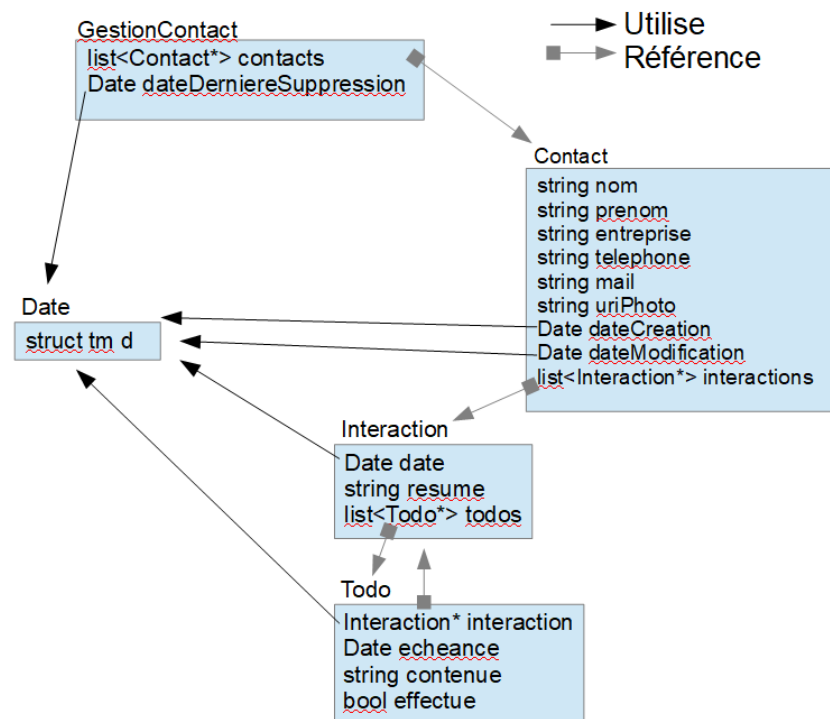 GestionContact
list<Contact*> contacts
Date dateDerniereSuppression
Utilise
Référence
Contact
string nom
string prenom
string entreprise
string telephone
string mail
string uriPhoto
Date dateCreation
Date dateModification
list<Interaction*> interactions
Date
struct tm d
Interaction
Date date
string resume
list<Todo*> todos
Todo
Interaction* interaction
Date echeance
string contenue
bool effectue